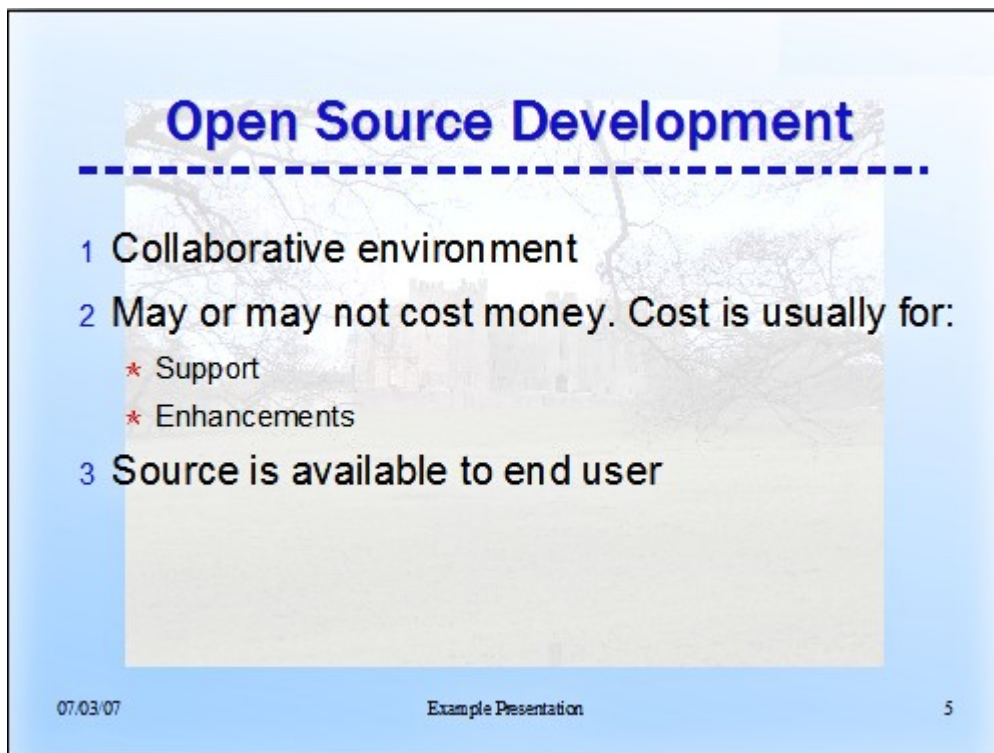 Open Source Development
1 Collaborative environment
2 May or may not cost money. Cost is usually for:
* Support
* Enhancements
3 Source is available to end user
07/03/07 Example Presentation 5